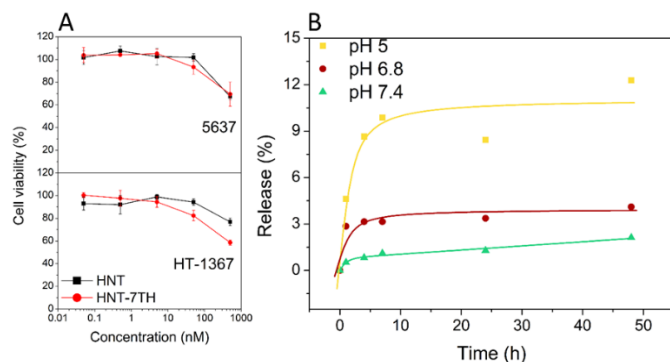 A
120
100
80
60
40
20
0
5637
120
100
80
60
40
20
0
HT-1367
HNT
HNT-7TH
0.01 0.1 1 10 100 1000
Cell viability (%)
Concentration (nM)
B
15
12
9
6
3
0
pH 5
pH 6.8
pH 7.4
Release (%)
0 10 20 30 40 50
Time (h)